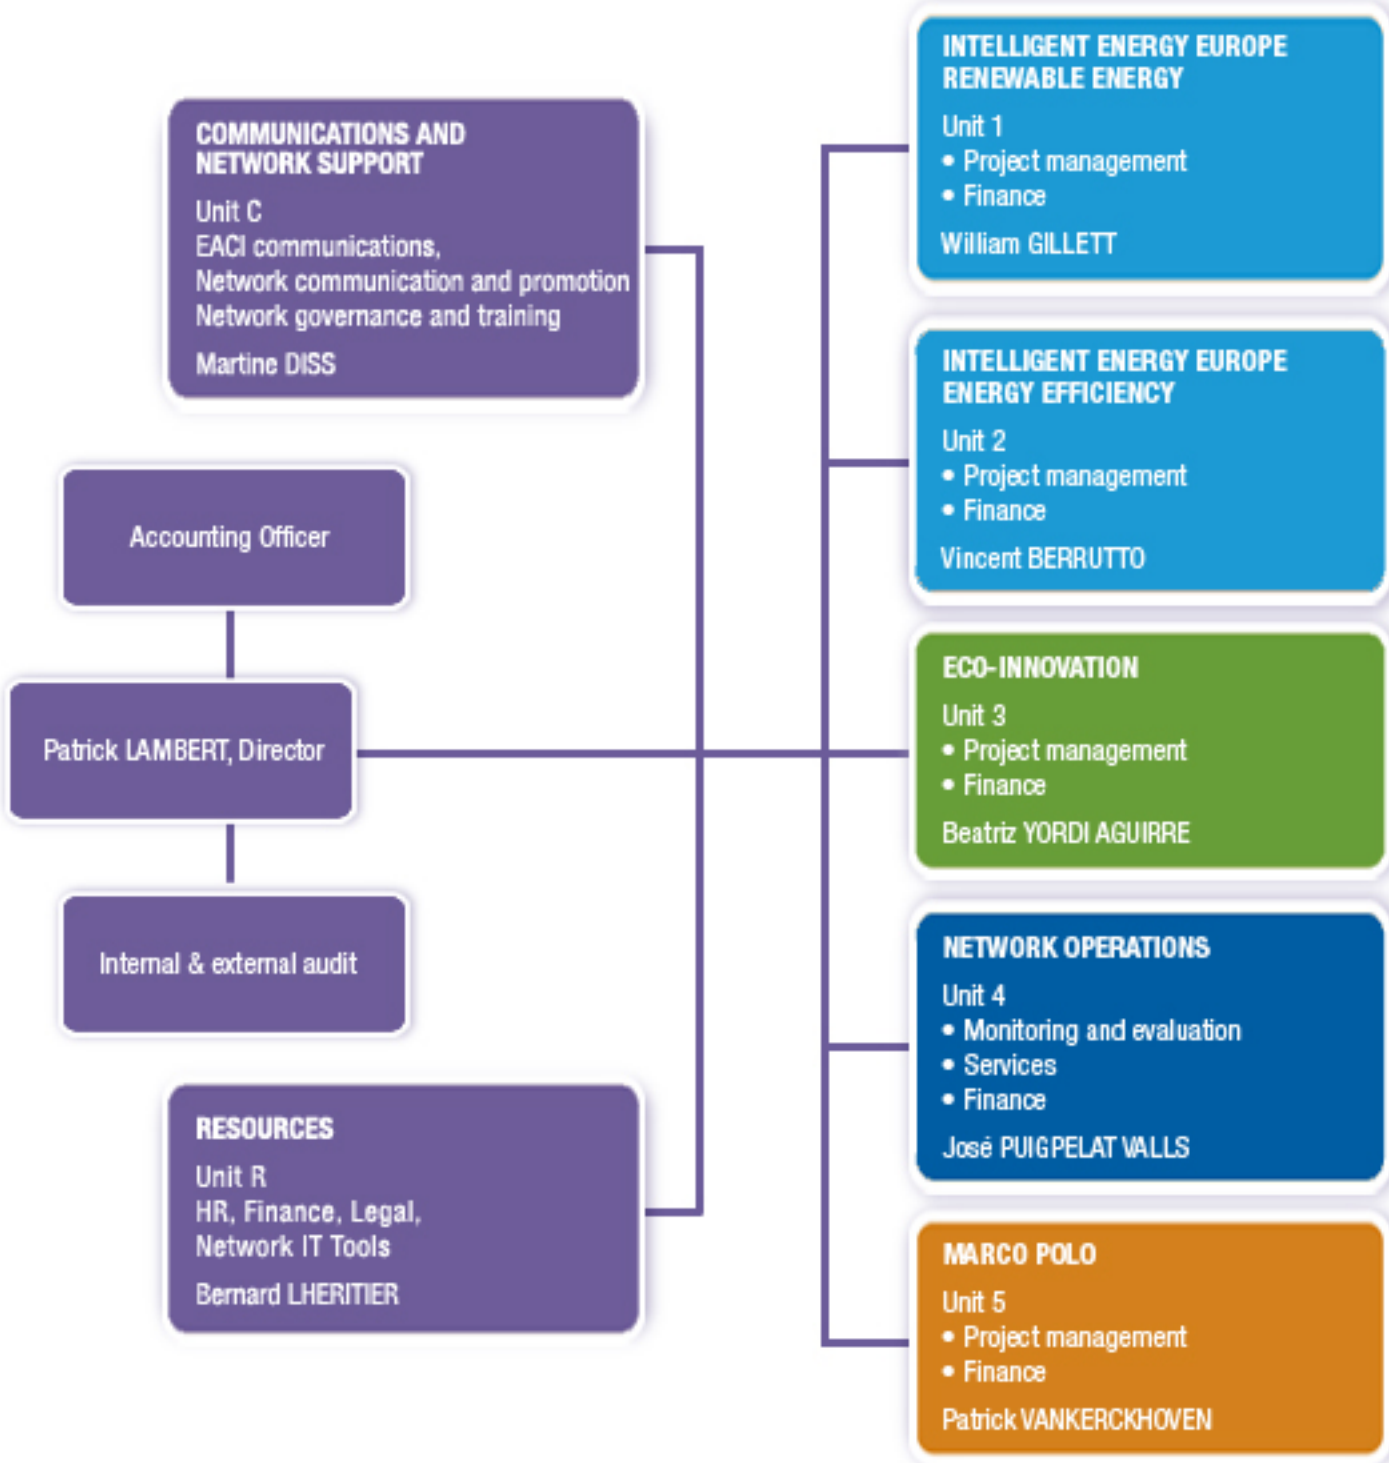 COMMUNICATIONS AND
NETWORK SUPPORT
Unit C
EACI communications,
Network communication and promotion
Network governance and training
Martine DISS
Accounting Officer
Patrick LAMBERT, Director
Internal & external audit
RESOURCES
Unit R
HR, Finance, Legal,
Network IT Tools
Bernard LHERITIER
INTELLIGENT ENERGY EUROPE
RENEWABLE ENERGY
Unit 1
• Project management
• Finance
William GILLETT
INTELLIGENT ENERGY EUROPE
ENERGY EFFICIENCY
Unit 2
• Project management
• Finance
Vincent BERRUTTO
ECO-INNOVATION
Unit 3
• Project management
• Finance
Beatriz YORDI AGUIRRE
NETWORK OPERATIONS
Unit 4
• Monitoring and evaluation
• Services
• Finance
José PUIGPELAT VALLS
MARCO POLO
Unit 5
• Project management
• Finance
Patrick VANKERCKHOVEN